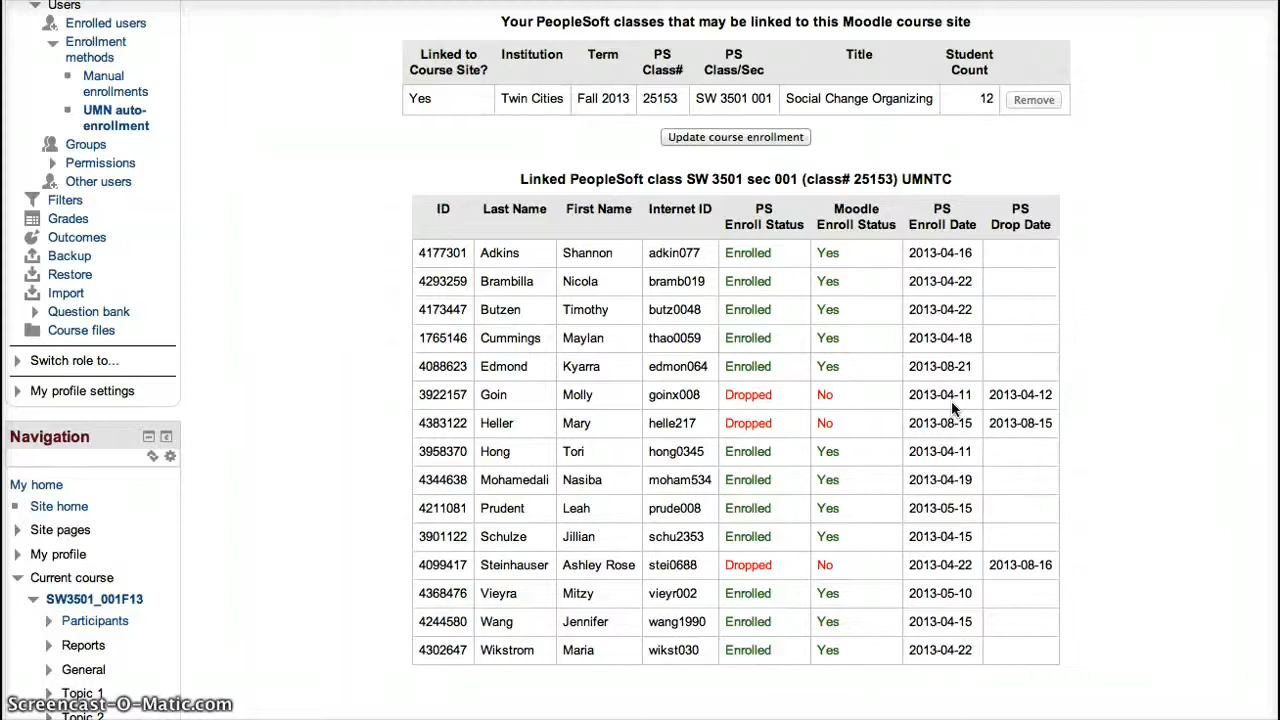 Users
Enrolled users
Enrollment
methods
Manual
enrollments
UMN auto-
enrollment
Groups
Permissions
Other users
Filters
Grades
Outcomes
Backup
Restore
Import
Question bank
Course files
Switch role to...
My profile settings
Navigation
My home
Site home
Site pages
My profile
Current course
SW3501_001F13
Participants
Reports
General
Topic 1
Topic 2
Your PeopleSoft classes that may be linked to this Moodle course site
Linked to Institution Term PS PS Title Student
Course Site? Class# Class/Sec Count
Yes Twin Cities Fall 2013 25153 SW 3501 001 Social Change Organizing 12 Remove
Update course enrollment
Linked PeopleSoft class SW 3501 sec 001 (class# 25153) UMNTC
ID Last Name First Name Internet ID PS Moodle PS PS
Enroll Status Enroll Status Enroll Date Drop Date
4177301 Adkins Shannon adkin077 Enrolled Yes 2013-04-16
4293259 Brambilla Nicola bramb019 Enrolled Yes 2013-04-22
4173447 Butzen Timothy butz0048 Enrolled Yes 2013-04-22
1765146 Cummings Maylan thao0059 Enrolled Yes 2013-04-18
4088623 Edmond Kyarra edmon064 Enrolled Yes 2013-08-21
3922157 Goin Molly goinx008 Dropped No 2013-04-11 2013-04-12
4383122 Heller Mary helle217 Dropped No 2013-08-15 2013-08-15
3958370 Hong Tori hong0345 Enrolled Yes 2013-04-11
4344638 Mohamedali Nasiba moham534 Enrolled Yes 2013-04-19
4211081 Prudent Leah prude008 Enrolled Yes 2013-05-15
3901122 Schulze Jillian schu2353 Enrolled Yes 2013-04-15
4099417 Steinhauser Ashley Rose stei0688 Dropped No 2013-04-22 2013-08-16
4368476 Vieyra Mitzy vieyr002 Enrolled Yes 2013-05-10
4244580 Wang Jennifer wang1990 Enrolled Yes 2013-04-15
4302647 Wikstrom Maria wikst030 Enrolled Yes 2013-04-22
Screencast-O-Matic.com